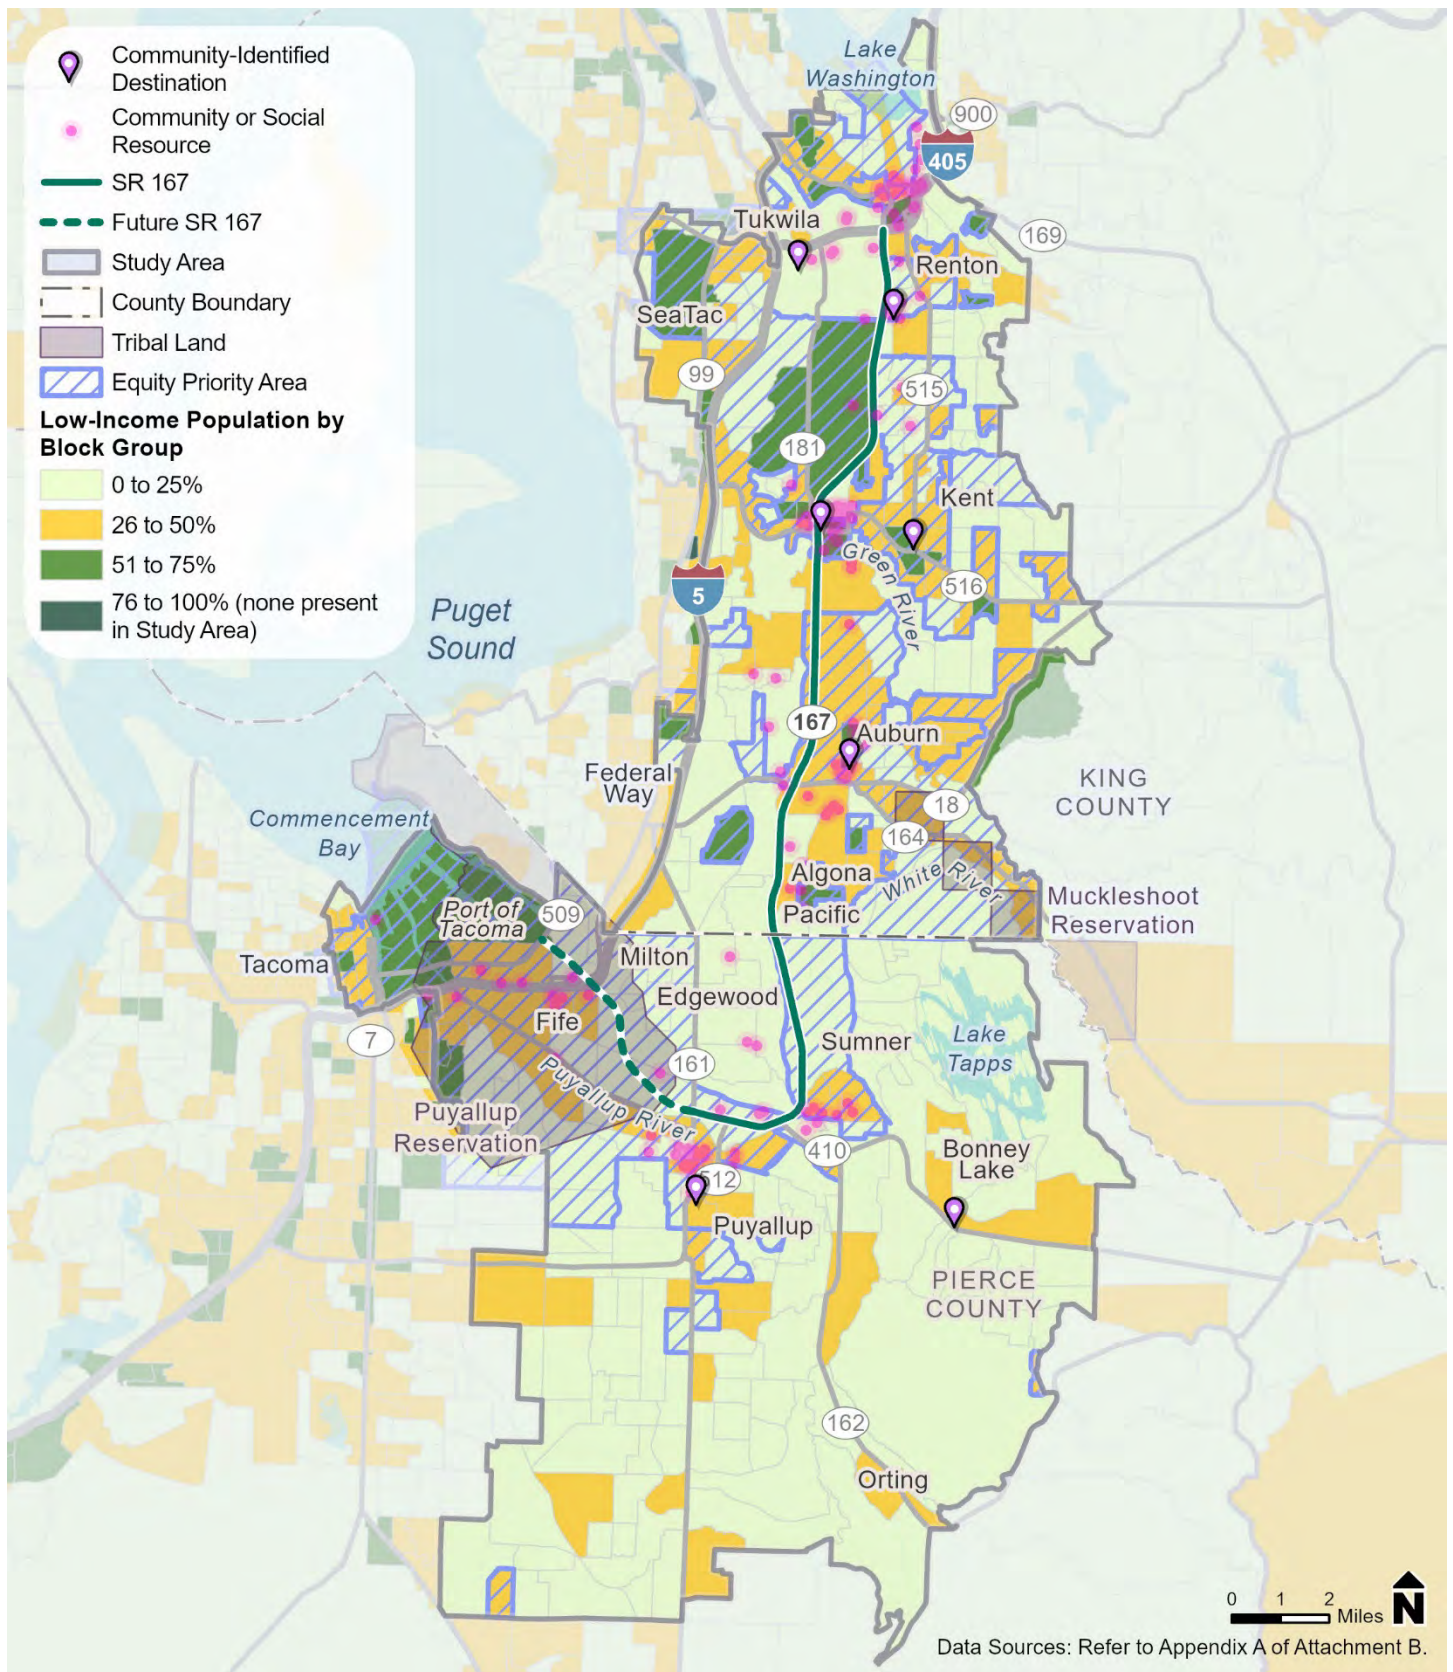 Community-Identified
Destination
Community or Social
Resource
SR 167
Future SR 167
Study Area
County Boundary
Tribal Land
Equity Priority Area
Low-Income Population by
Block Group
0 to 25%
26 to 50%
51 to 75%
76 to 100% (none present
in Study Area)
Lake
Washington
900
405
Tukwila
169
Renton
SeaTac
99
515
181
Kent
Green River
516
5
Puget
Sound
167
Auburn
Federal
Way
KING
COUNTY
18
Commencement
Bay
164
Algona
White River
Muckleshoot
Reservation
Pacific
509
Port of
Tacoma
Milton
Tacoma
Edgewood
Fife
Sumner
Lake
Tapps
7
161
Puyallup River
Puyallup
Reservation
410
Bonney
Lake
512
Puyallup
PIERCE
COUNTY
162
Orting
0 1 2
Miles
N
Data Sources: Refer to Appendix A of Attachment B.